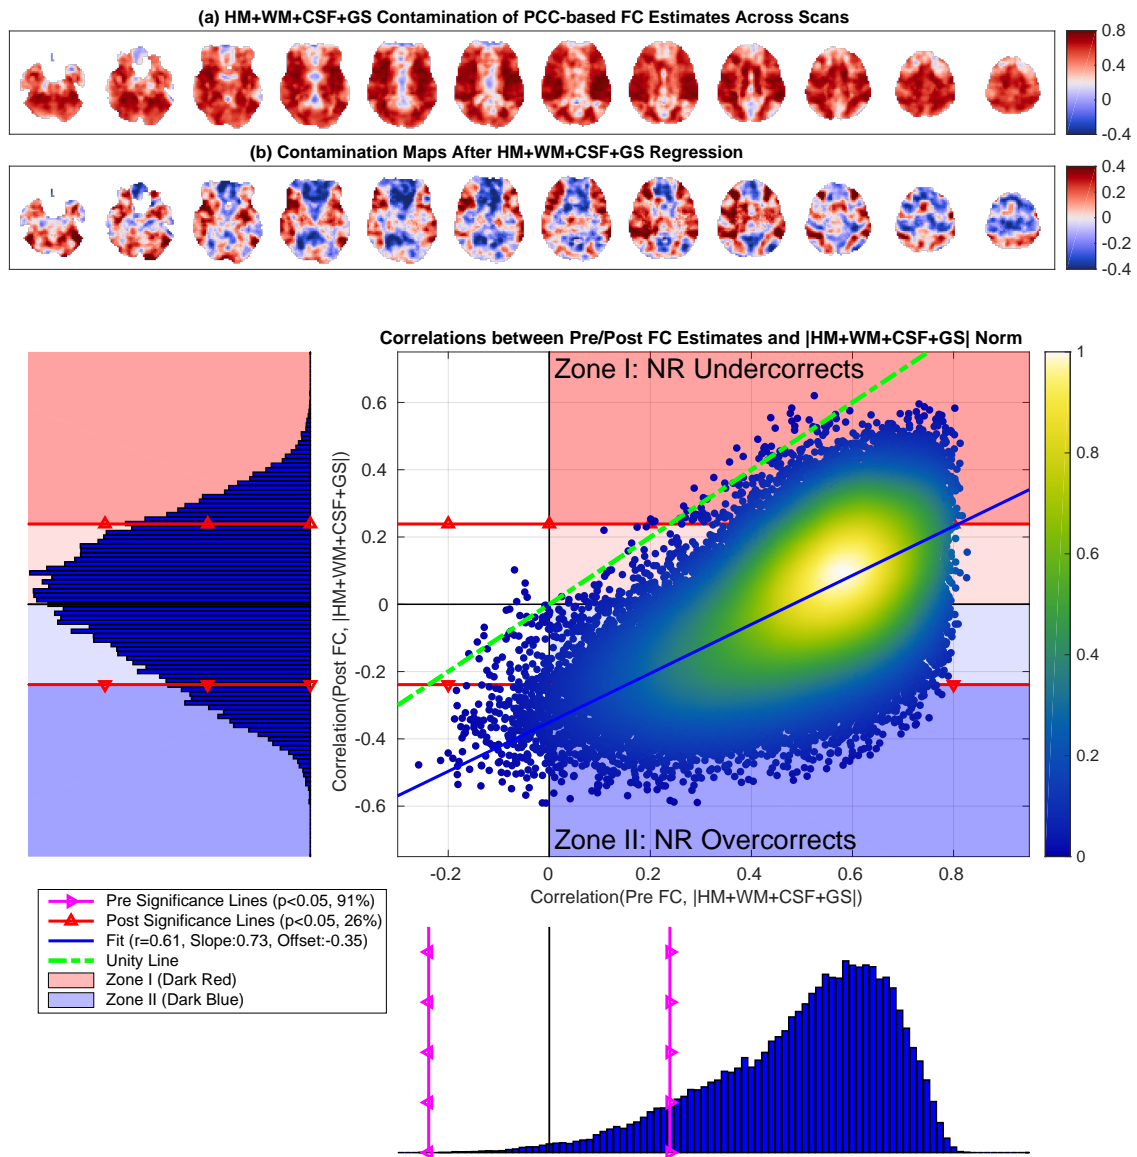 (a) HM+WM+CSF+GS Contamination of PCC-based FC Estimates Across Scans
0.8
0.4
0
-0.4
(b) Contamination Maps After HM+WM+CSF+GS Regression
0.4
0.2
0
-0.2
-0.4
Correlations between Pre/Post FC Estimates and |HM+WM+CSF+GS| Norm
Zone I: NR Undercorrects
Zone II: NR Overcorrects
Correlation(Post FC, |HM+WM+CSF+GS|)
0.6
0.4
0.2
0
-0.2
-0.4
-0.6
1
0.8
0.6
0.4
0.2
0
-0.2
0
0.2
0.4
0.6
0.8
Correlation(Pre FC, |HM+WM+CSF+GS|)
Pre Significance Lines (p<0.05, 91%)
Post Significance Lines (p<0.05, 26%)
Fit (r=0.61, Slope:0.73, Offset:-0.35)
Unity Line
Zone I (Dark Red)
Zone II (Dark Blue)